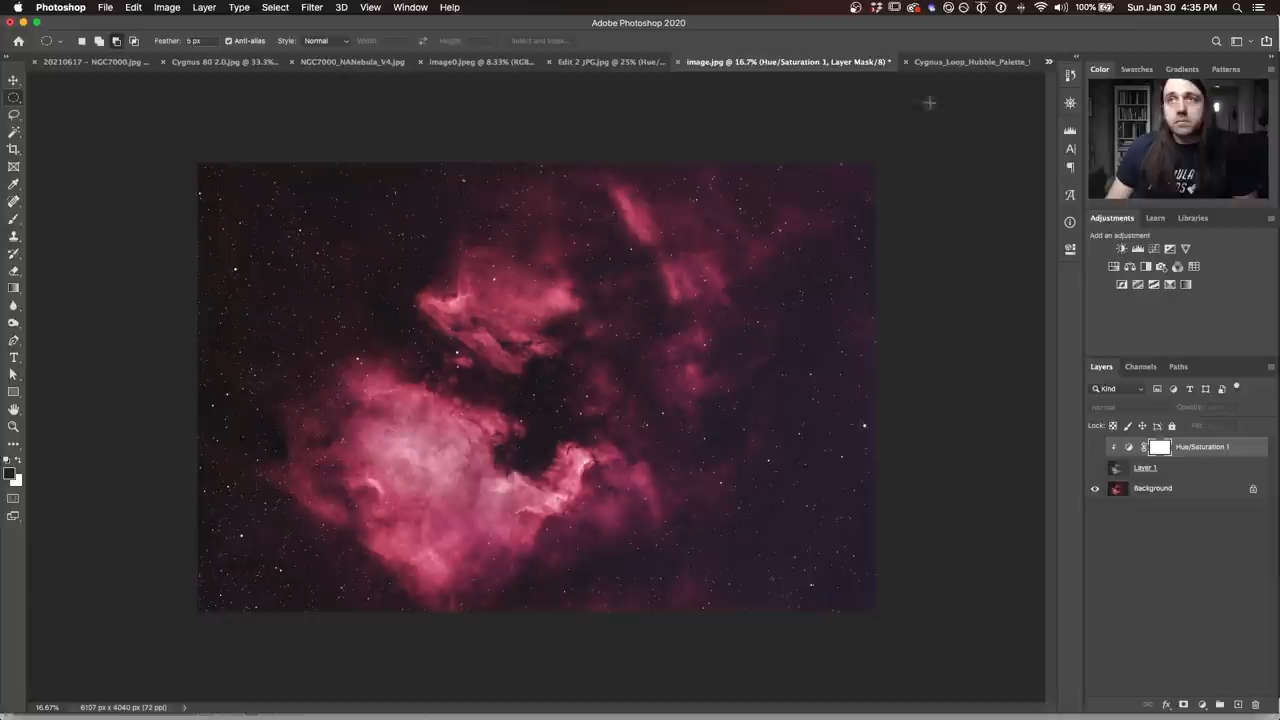 Photoshop File Edit Image Layer Type Select Filter 3D View Window Help 100% Sun Jan 30 4:35 PM
Adobe Photoshop 2020
Feather: 5 px Anti-alias Style: Normal Width: Height: Select and Mask...
20210617 - NGC7000.jpg ... Cygnus 80 2.0.jpg @ 33.3%... NGC7000_NANebula_V4.jpg image0.jpeg @ 8.33% (RGB... Edit 2 JPG.jpg @ 25% (Hue/... image.jpg @ 16.7% (Hue/Saturation 1, Layer Mask/8) * Cygnus_Loop_Hubble_Palette_
Color Swatches Gradients Patterns
Adjustments Learn Libraries
Add an adjustment
Layers Channels Paths
Kind
Normal Opacity:
Lock: Fill:
Hue/Saturation 1
Layer 1
Background
16.67% 6107 px x 4040 px (72 ppi)